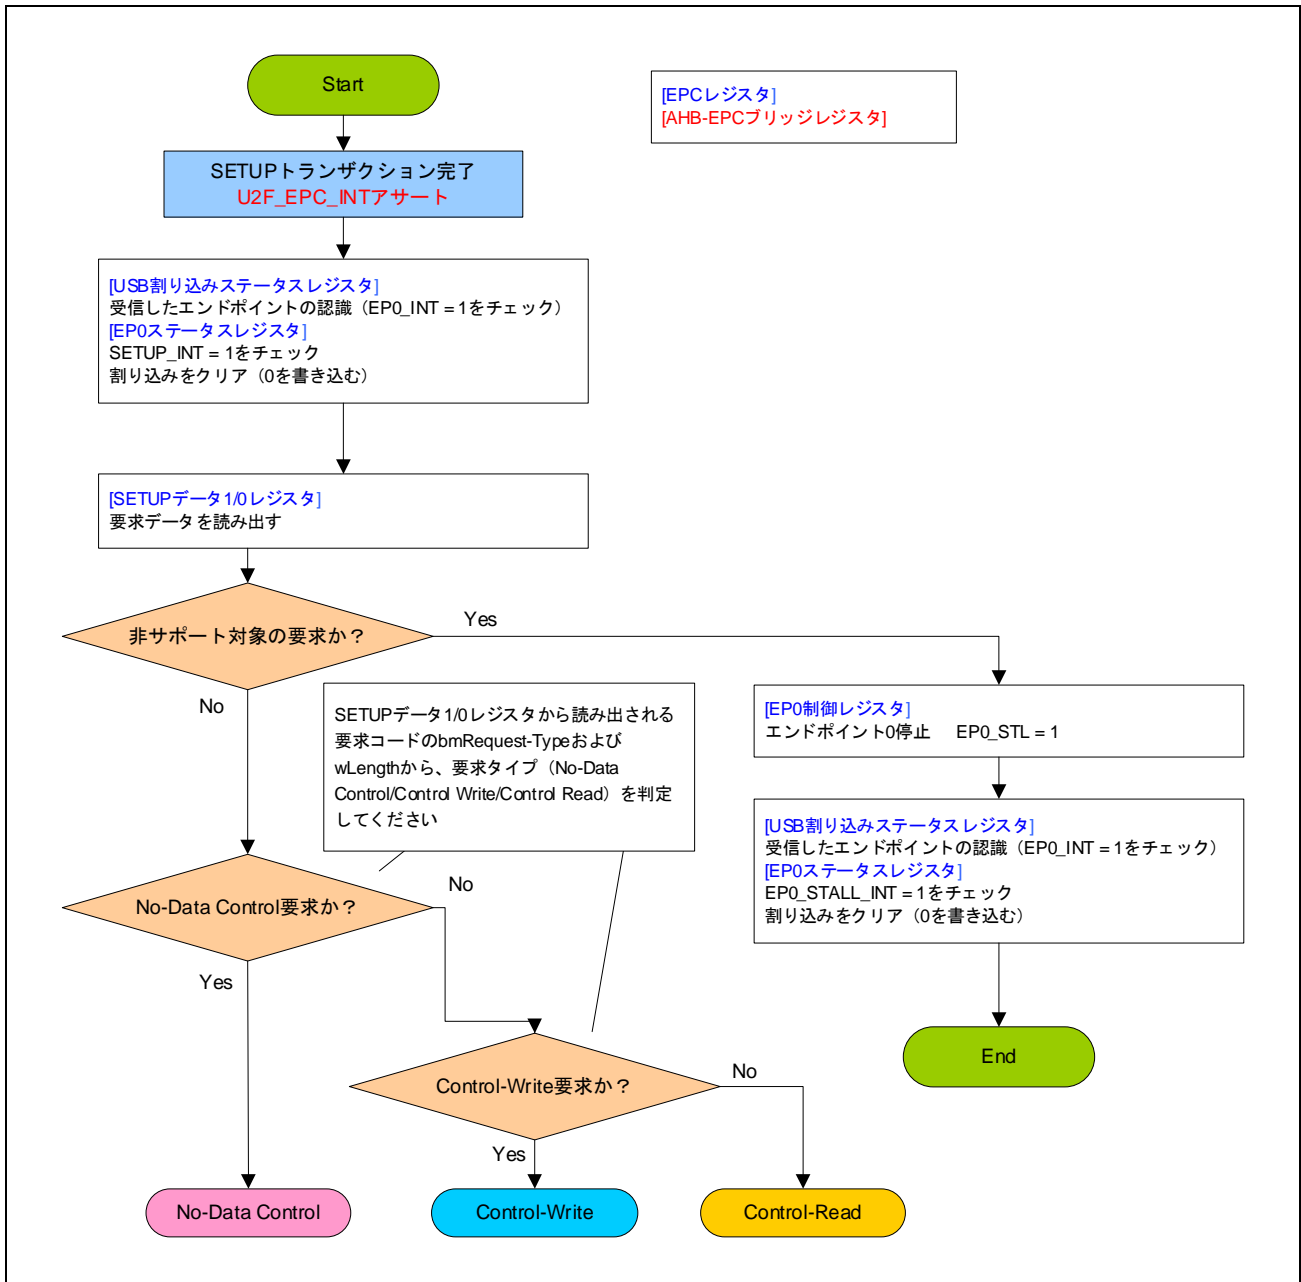 Start
[EPCレジスタ]
[AHB-EPCブリッジレジスタ]
SETUPトランザクション完了
U2F_EPC_INTアサート
[USB割り込みステータスレジスタ]
受信したエンドポイントの認識（EP0_INT = 1をチェック）
[EP0ステータスレジスタ]
SETUP_INT = 1をチェック
割り込みをクリア（0を書き込む）
[SETUPデータ1/0レジスタ]
要求データを読み出す
非サポート対象の要求か？
Yes
No
SETUPデータ1/0レジスタから読み出される
要求コードのbmRequest-Typeおよび
wLengthから、要求タイプ（No-Data
Control/Control Write/Control Read）を判定
してください
[EP0制御レジスタ]
エンドポイント0停止 EP0_STL = 1
[USB割り込みステータスレジスタ]
受信したエンドポイントの認識（EP0_INT = 1をチェック）
[EP0ステータスレジスタ]
EP0_STALL_INT = 1をチェック
割り込みをクリア（0を書き込む）
End
No-Data Control要求か？
No
Yes
Control-Write要求か？
No
Yes
No-Data Control
Control-Write
Control-Read